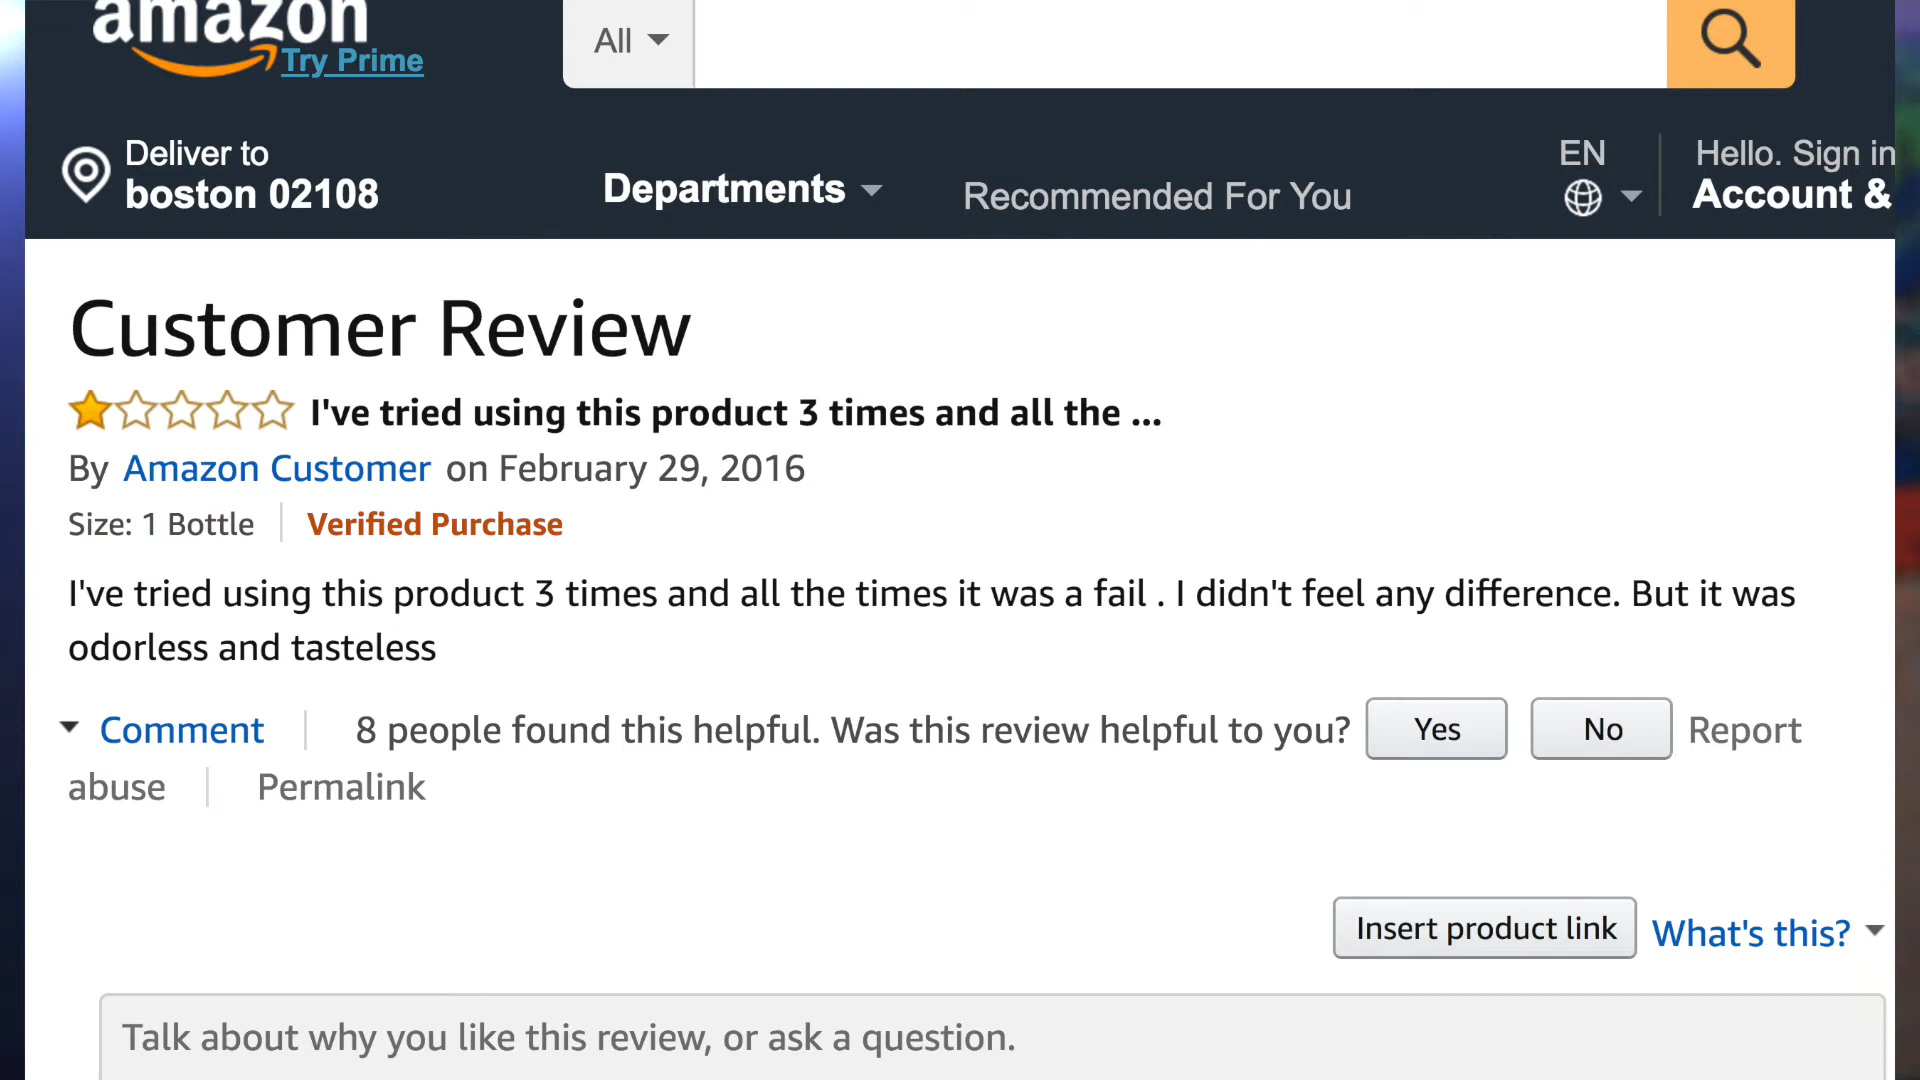 amazon
Try Prime
All
Deliver to
boston 02108
Departments
Recommended For You
EN
Hello. Sign in
Account &
Customer Review
I've tried using this product 3 times and all the ...
By Amazon Customer on February 29, 2016
Size: 1 Bottle
Verified Purchase
I've tried using this product 3 times and all the times it was a fail . I didn't feel any difference. But it was
odorless and tasteless
Comment
8 people found this helpful. Was this review helpful to you?
Yes
No
Report
abuse
Permalink
Insert product link
What's this?
Talk about why you like this review, or ask a question.